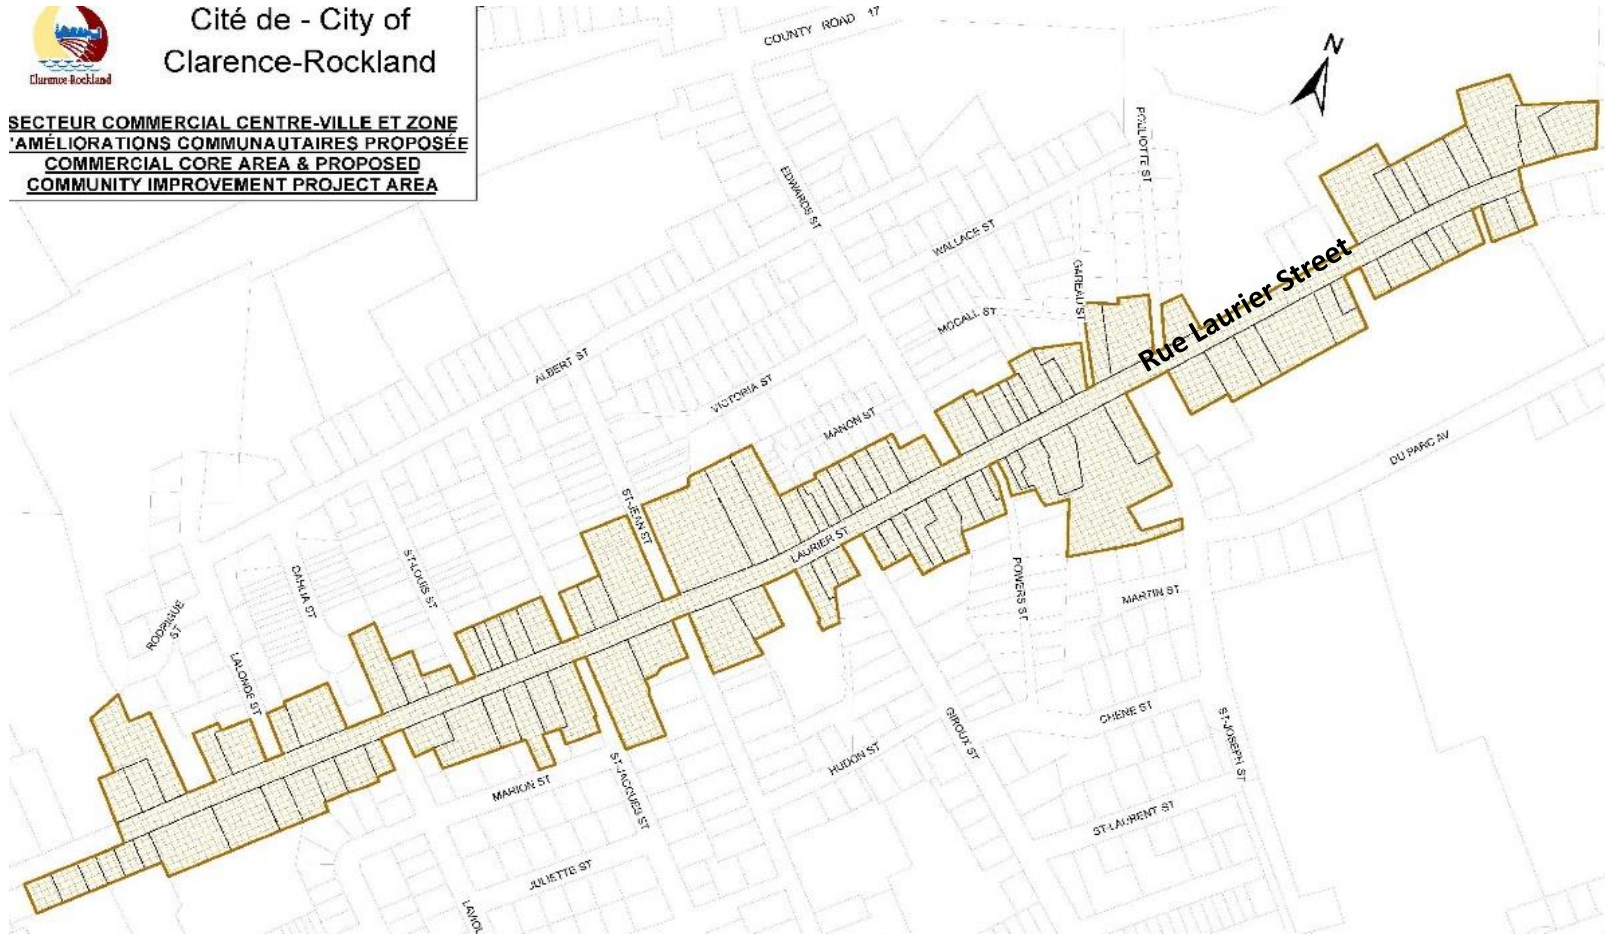 Cité de - City of
Clarence-Rockland
Clarence-Rockland
SECTEUR COMMERCIAL CENTRE-VILLE ET ZONE
'AMÉLIORATIONS COMMUNAUTAIRES PROPOSÉE
COMMERCIAL CORE AREA & PROPOSED
COMMUNITY IMPROVEMENT PROJECT AREA
COUNTY ROAD 17
N
POULIOTTE ST
EDWARDS ST
WALLACE ST
GAREAU ST
MCCALL ST
Rue Laurier Street
ALBERT ST
VICTORIA ST
MANON ST
DU PARC AV
ST-JEAN ST
LAURIER ST
ST-LOUIS ST
DAHLIA ST
RODRIGUE ST
LALONDE ST
POWERS ST
MARTIN ST
CHENE ST
ST-JOSEPH ST
GIROUX ST
HUDON ST
MARION ST
ST-JACQUES ST
ST-LAURENT ST
JULIETTE ST